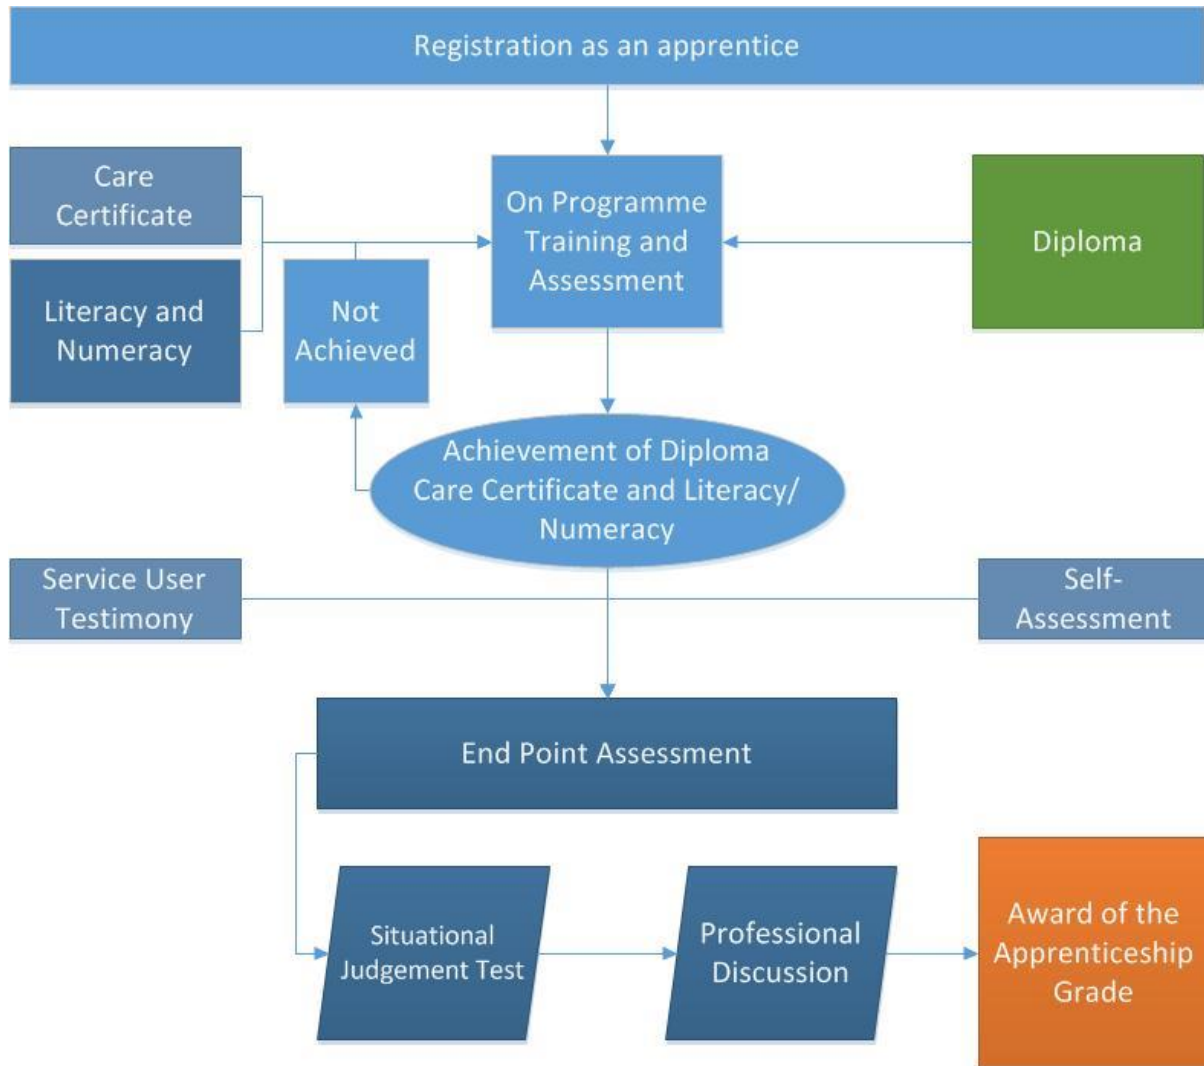 Registration as an apprentice
Care
Certificate
On Programme
Training and
Assessment
Diploma
Literacy and
Numeracy
Not
Achieved
Achievement of Diploma
Care Certificate and Literacy/
Numeracy
Service User
Testimony
Self-
Assessment
End Point Assessment
Situational
Judgement Test
Professional
Discussion
Award of the
Apprenticeship
Grade